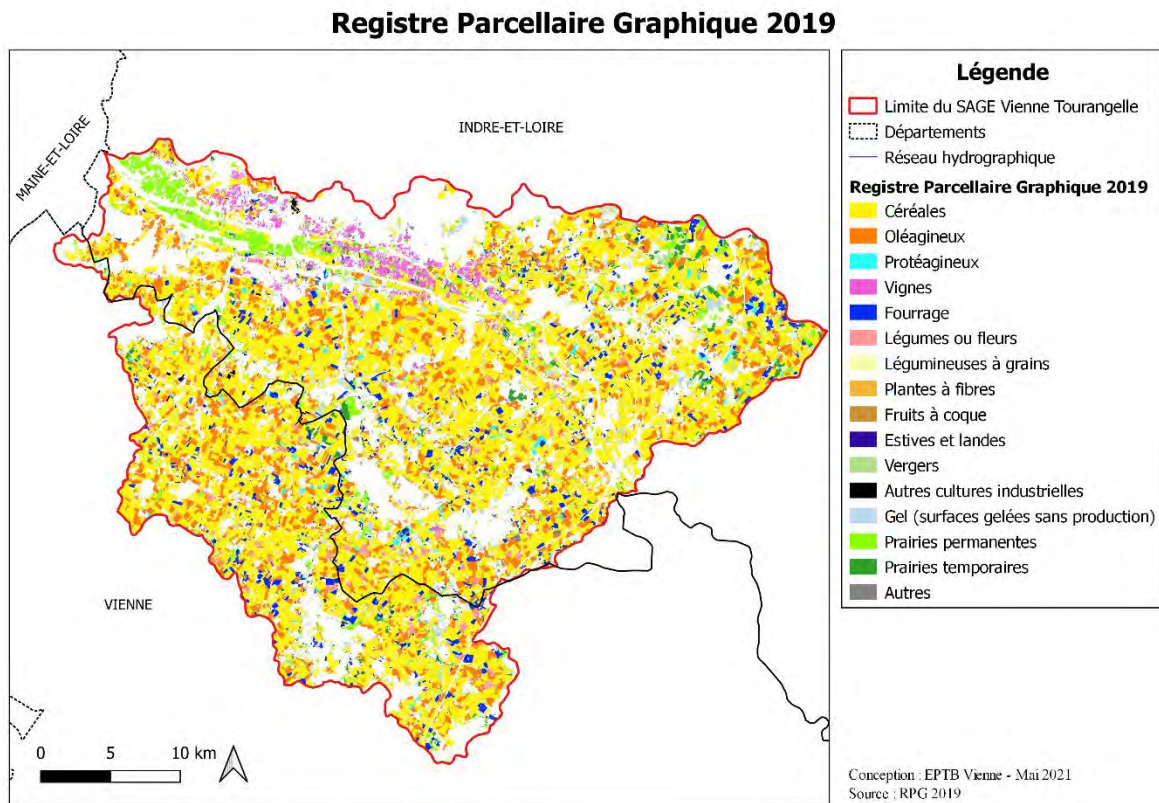 Registre Parcellaire Graphique 2019
MAINE-ET-LOIRE
INDRE-ET-LOIRE
VIENNE
0 5 10 km
Légende
Limite du SAGE Vienne Tourangelle
Départements
Réseau hydrographique
Registre Parcellaire Graphique 2019
Céréales
Oléagineux
Protéagineux
Vignes
Fourrage
Légumes ou fleurs
Légumineuses à grains
Plantes à fibres
Fruits à coque
Estives et landes
Vergers
Autres cultures industrielles
Gel (surfaces gelées sans production)
Prairies permanentes
Prairies temporaires
Autres
Conception : EPTB Vienne - Mai 2021
Source : RPG 2019